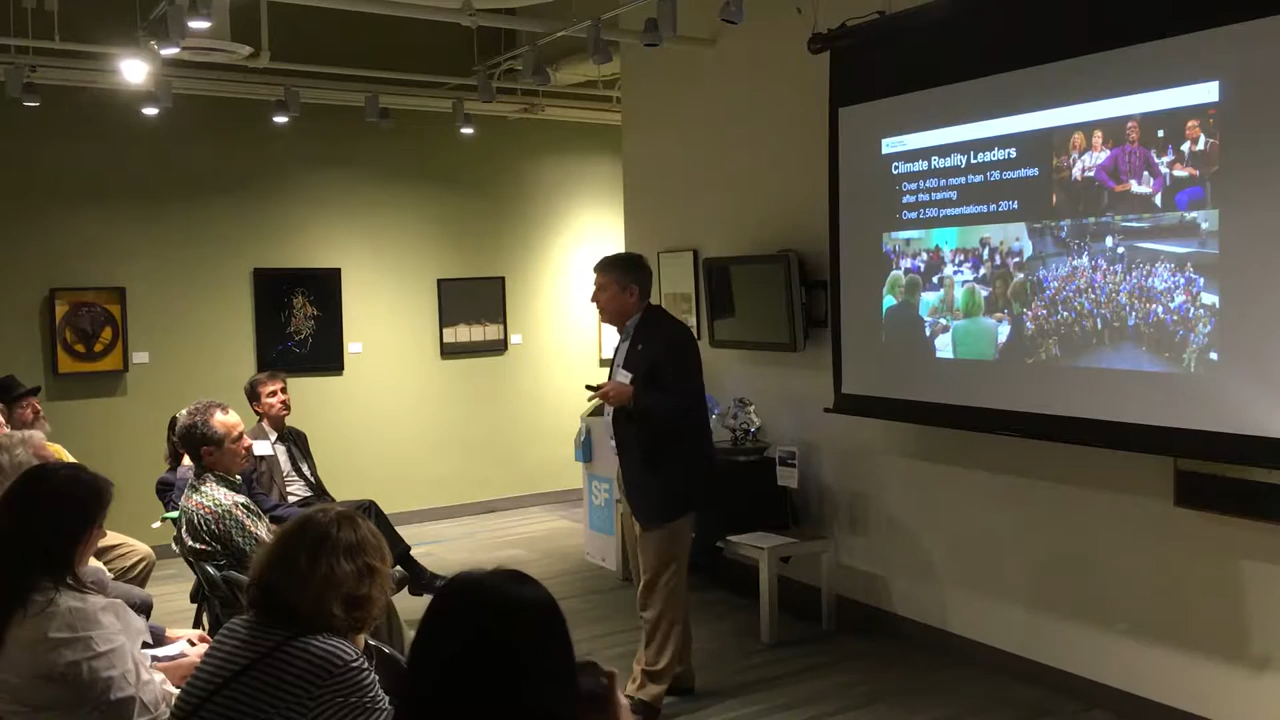 Climate Reality Leaders
• Over 9,400 in more than 126 countries
after this training
• Over 2,500 presentations in 2014
SF